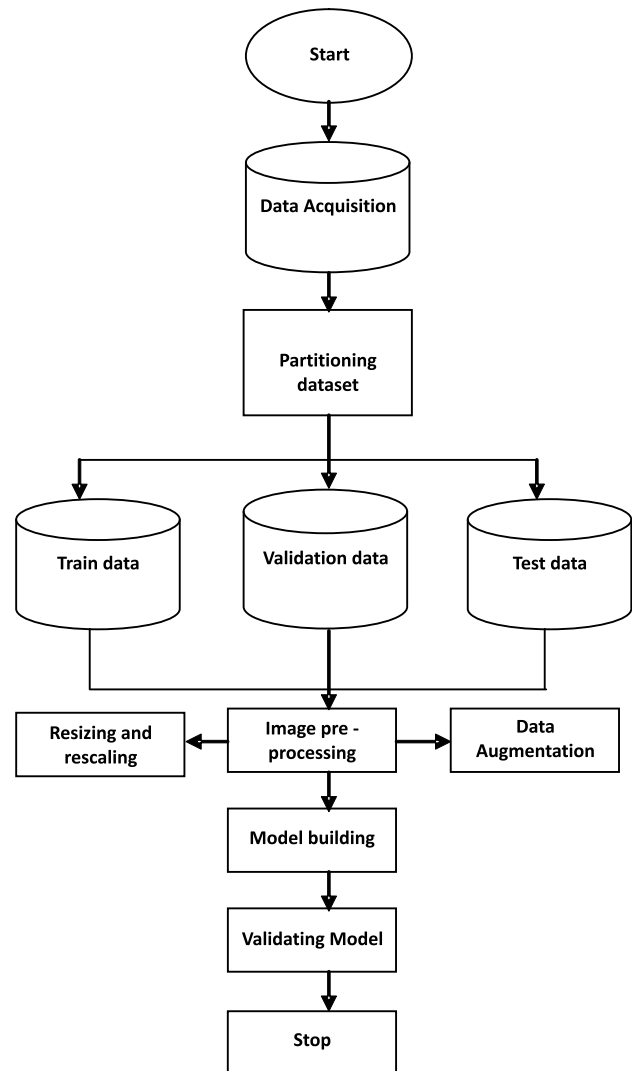 Start
Data Acquisition
Partitioning
dataset
Train data
Validation data
Test data
Resizing and
rescaling
Image pre -
processing
Data
Augmentation
Model building
Validating Model
Stop